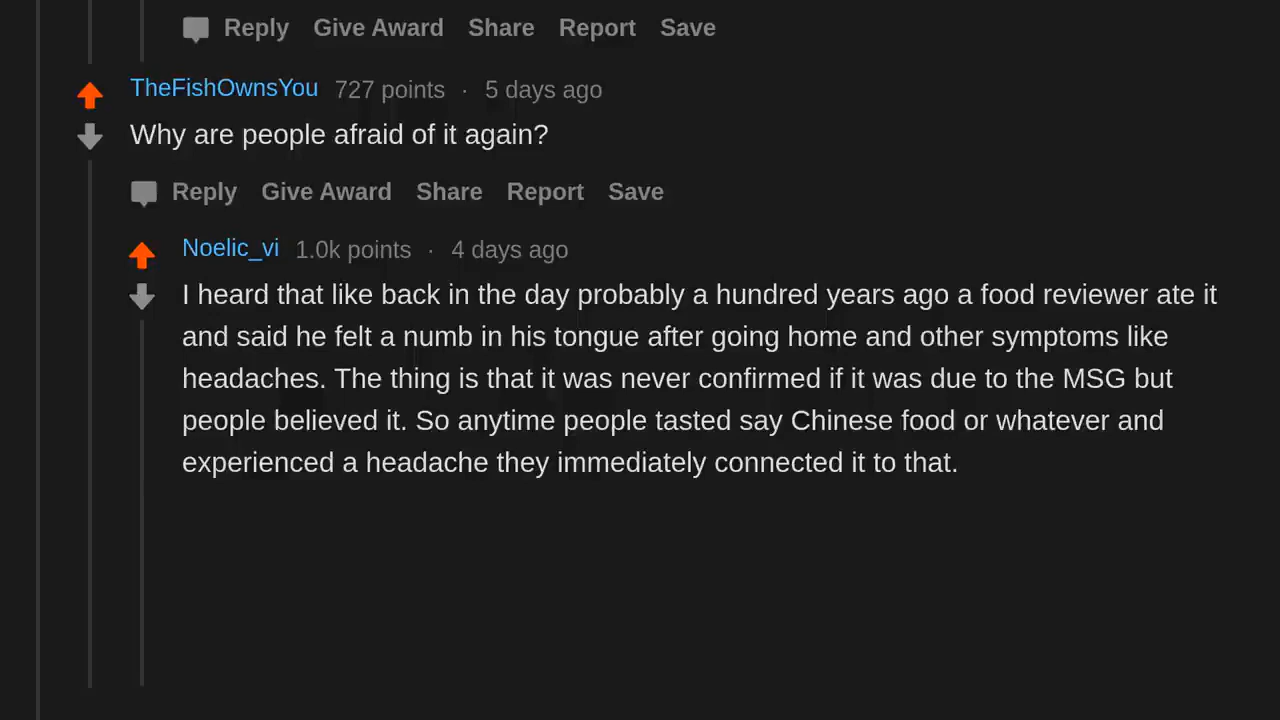 Reply Give Award Share Report Save
TheFishOwnsYou 727 points · 5 days ago
Why are people afraid of it again?
Reply Give Award Share Report Save
Noelic_vi 1.0k points · 4 days ago
I heard that like back in the day probably a hundred years ago a food reviewer ate it
and said he felt a numb in his tongue after going home and other symptoms like
headaches. The thing is that it was never confirmed if it was due to the MSG but
people believed it. So anytime people tasted say Chinese food or whatever and
experienced a headache they immediately connected it to that.